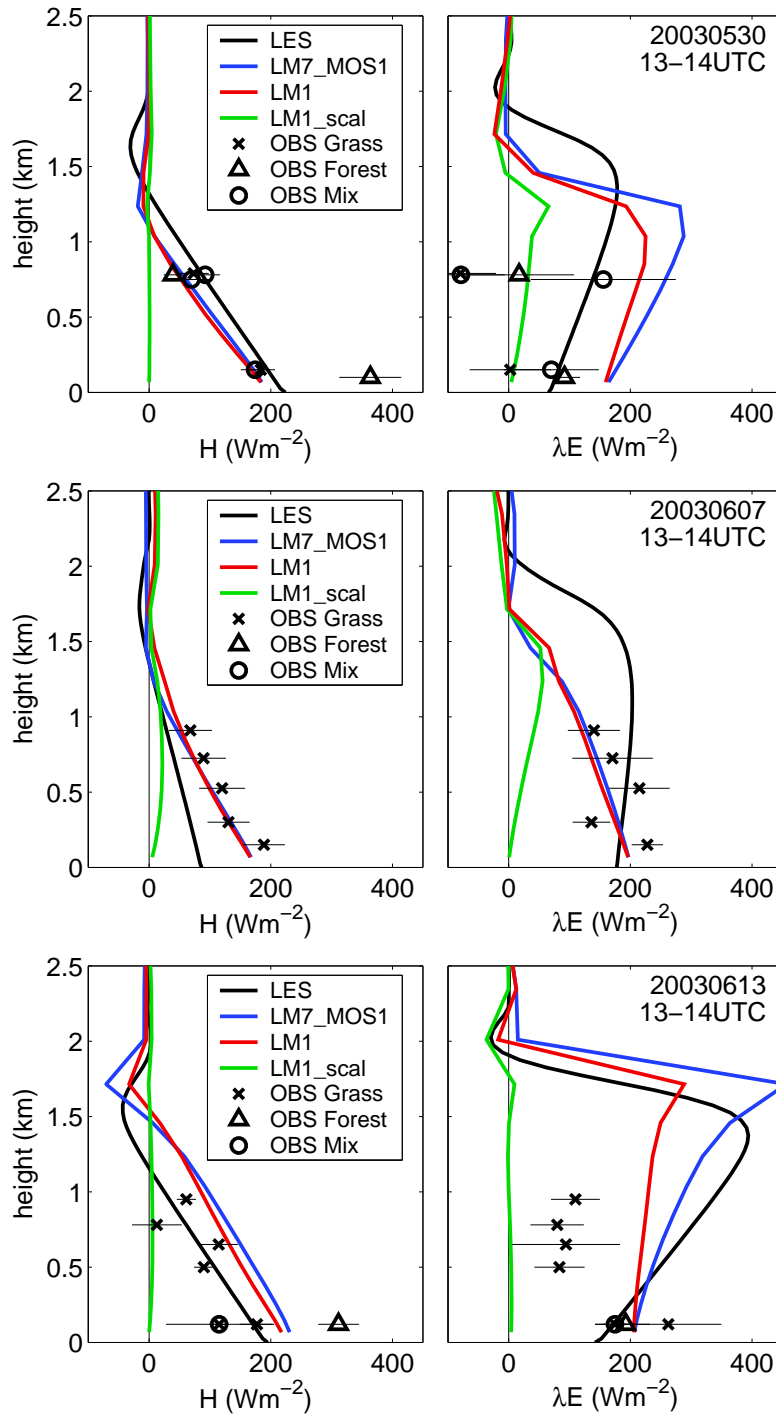 2.5
2
1.5
1
0.5
0
height (km)
0 200 400
H (Wm−2)
LES
LM7_MOS1
LM1
LM1_scal
OBS Grass
OBS Forest
OBS Mix
20030530
13−14UTC
0 200 400
λE (Wm−2)
2.5
2
1.5
1
0.5
0
height (km)
0 200 400
H (Wm−2)
LES
LM7_MOS1
LM1
LM1_scal
OBS Grass
OBS Forest
OBS Mix
20030607
13−14UTC
0 200 400
λE (Wm−2)
2.5
2
1.5
1
0.5
0
height (km)
0 200 400
H (Wm−2)
LES
LM7_MOS1
LM1
LM1_scal
OBS Grass
OBS Forest
OBS Mix
20030613
13−14UTC
0 200 400
λE (Wm−2)